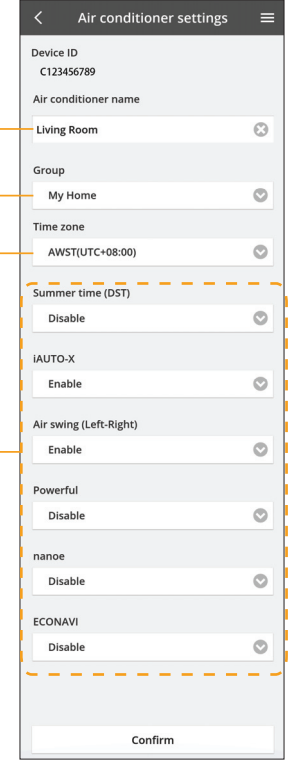 Air conditioner settings
Device ID
C123456789
Air conditioner name
Living Room
Group
My Home
Time zone
AWST(UTC+08:00)
Summer time (DST)
Disable
iAUTO-X
Enable
Air swing (Left-Right)
Enable
Powerful
Disable
nanoe
Disable
ECONAVI
Disable
Confirm